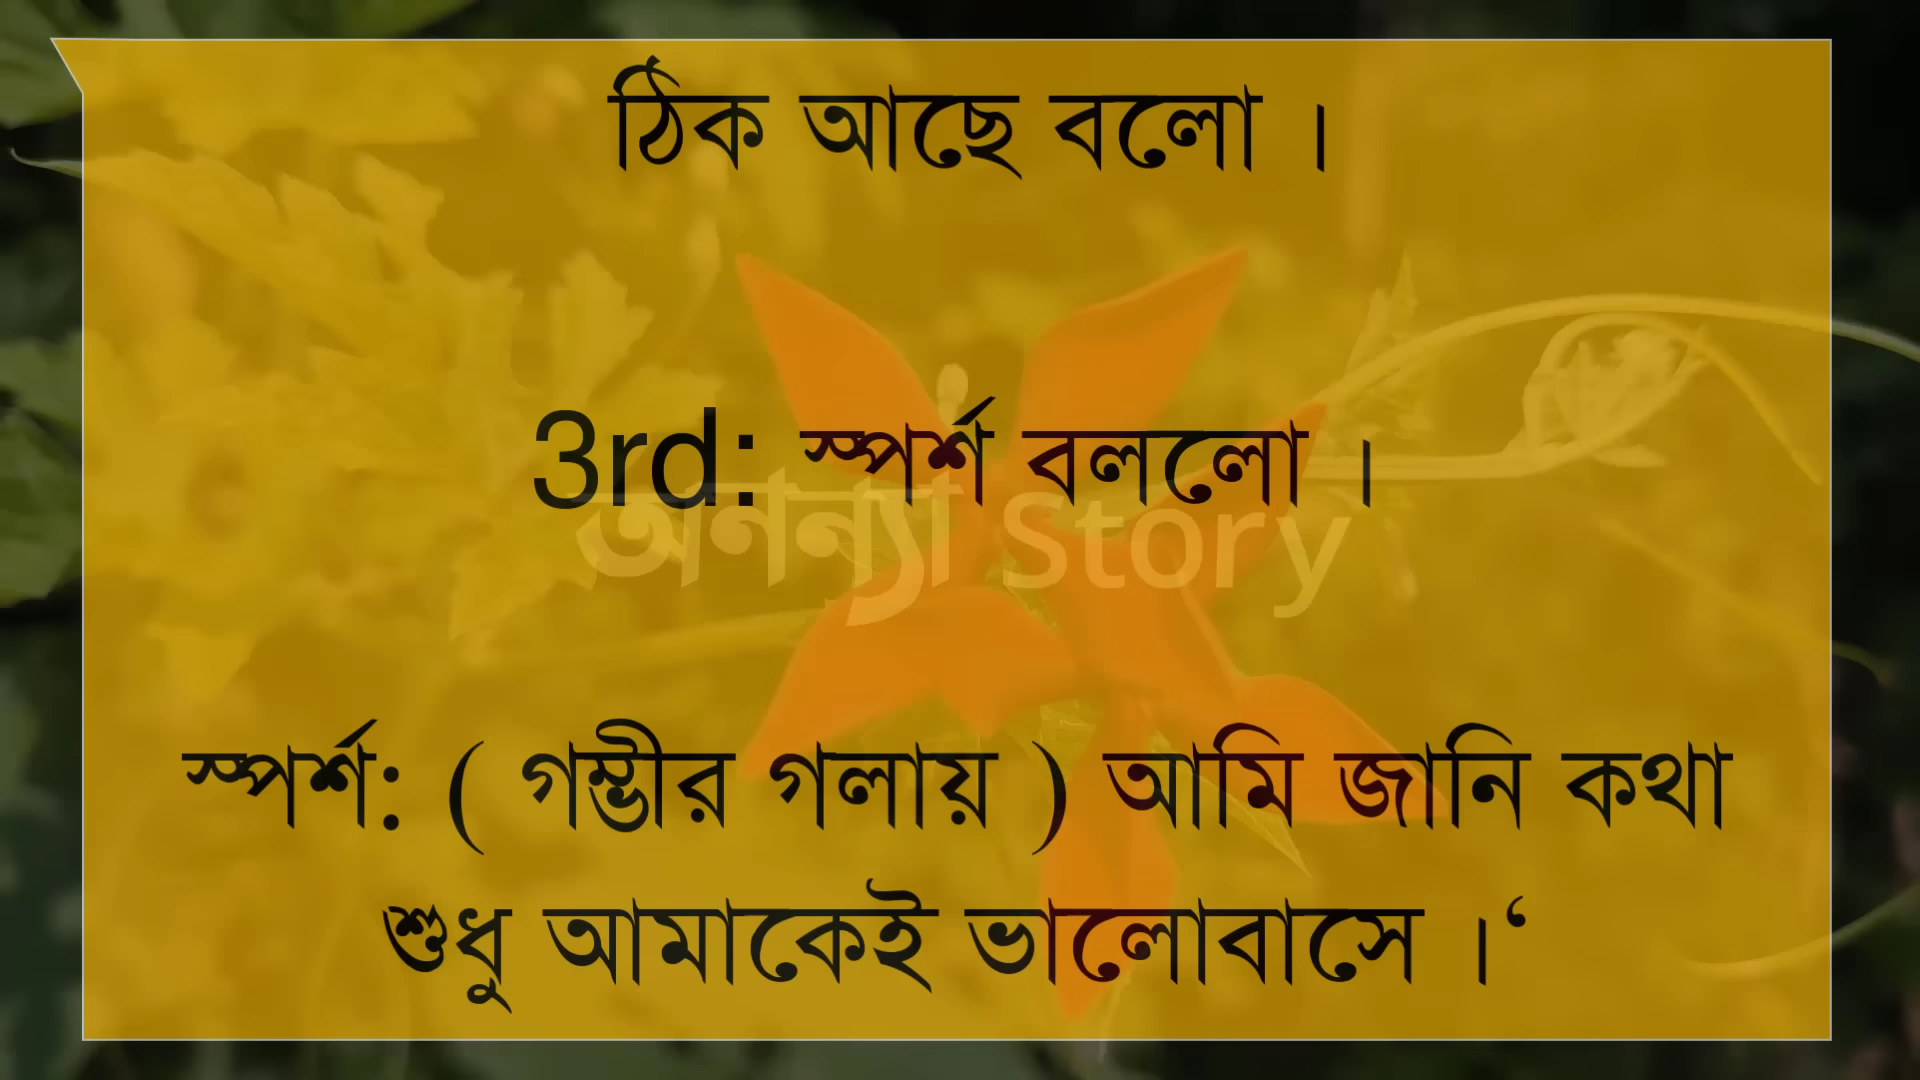 ঠিক আছে বলো ।
3rd: স্পর্শ বললো ।
অনন্যা Story
স্পর্শ: ( গম্ভীর গলায় ) আমি জানি কথা
শুধু আমাকেই ভালোবাসে ।‘